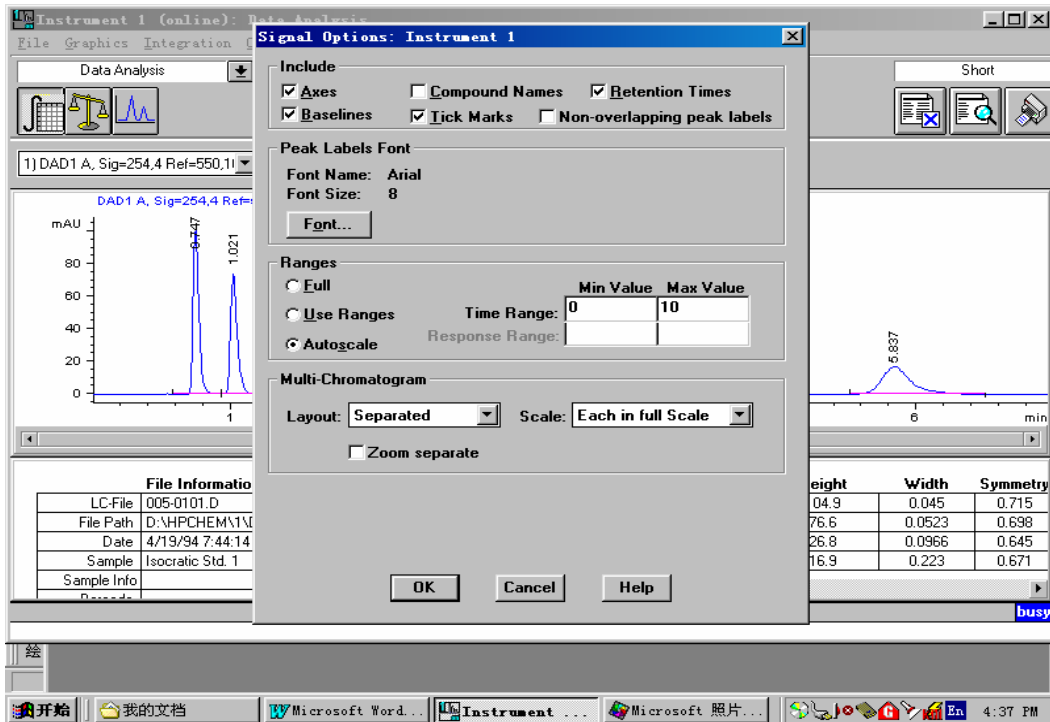 Instrument 1 (online): Data Analysis
File Graphics Integration
Signal Options: Instrument 1
Data Analysis
Short
1) DAD1 A, Sig=254,4 Ref=550,1
DAD1 A, Sig=254,4 Ref=
mAU
80
60
40
20
0
0.747
1.021
1
5.837
6
min
Include
Axes
Compound Names
Retention Times
Baselines
Tick Marks
Non-overlapping peak labels
Peak Labels Font
Font Name: Arial
Font Size: 8
Font...
Ranges
Full
Use Ranges
Autoscale
Min Value Max Value
Time Range: 0 10
Response Range:
Multi-Chromatogram
Layout: Separated
Scale: Each in full Scale
Zoom separate
OK Cancel Help
File Informatio
LC-File 005-0101.D
File Path D:\HPCHEM\1\
Date 4/19/94 7:44:14
Sample Isocratic Std. 1
Sample Info
eight Width Symmetry
04.9 0.045 0.715
76.6 0.0523 0.698
26.8 0.0966 0.645
16.9 0.223 0.671
busy
绘
开始 我的文档 Microsoft Word... Instrument ... Microsoft 照片... En 4:37 PM